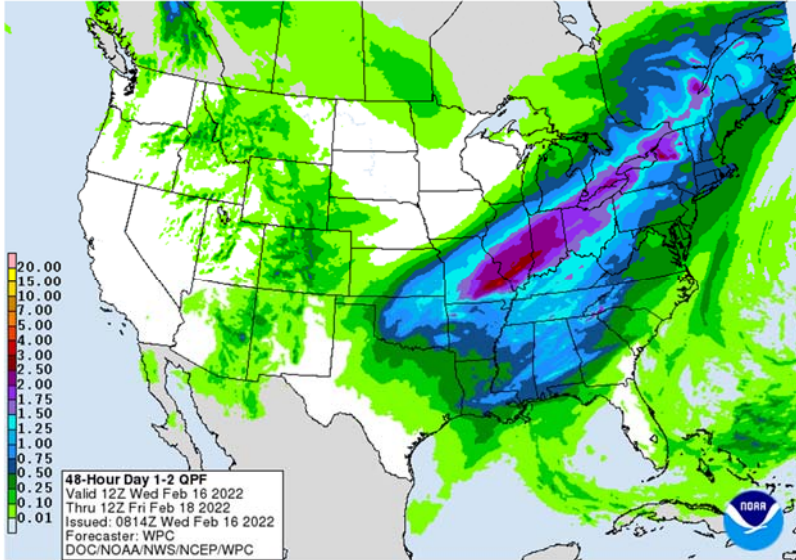 20.00
15.00
10.00
7.00
5.00
4.00
3.00
2.50
2.00
1.75
1.50
1.25
1.00
0.75
0.50
0.25
0.10
0.01
48-Hour Day 1-2 QPF
Valid 12Z Wed Feb 16 2022
Thru 12Z Fri Feb 18 2022
Issued: 0814Z Wed Feb 16 2022
Forecaster: WPC
DOC/NOAA/NWS/NCEP/WPC
NOAA